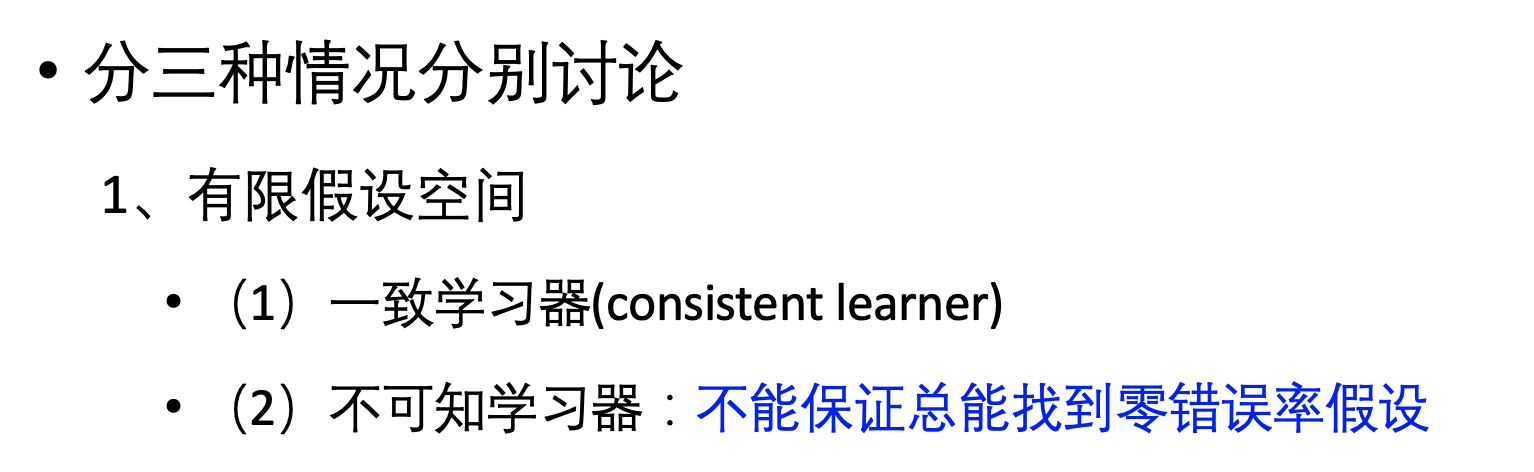 • 分三种情况分别讨论
1、有限假设空间
• （1）一致学习器(consistent learner)
• （2）不可知学习器：不能保证总能找到零错误率假设